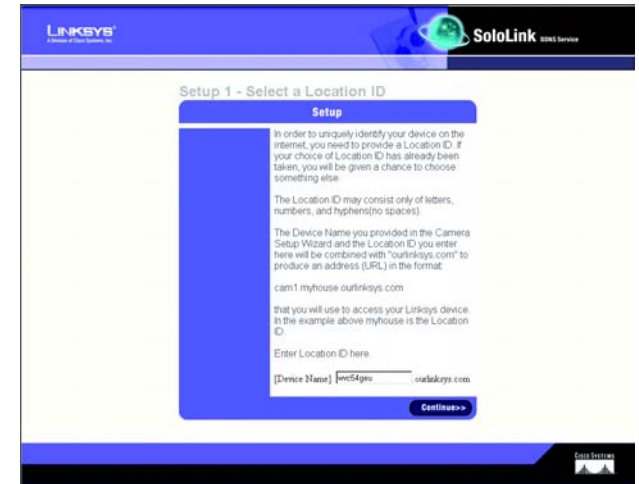 LINKSYS®
A Division of Cisco Systems, Inc.
SoloLink DDNS Service
Setup 1 - Select a Location ID
Setup
In order to uniquely identify your device on the
internet, you need to provide a Location ID. If
your choice of Location ID has already been
taken, you will be given a chance to choose
something else.
The Location ID may consist only of letters,
numbers, and hyphens(no spaces).
The Device Name you provided in the Camera
Setup Wizard and the Location ID you enter
here will be combined with "ourlinksys.com" to
produce an address (URL) in the format:
cam1.myhouse.ourlinksys.com
that you will use to access your Linksys device.
In the example above myhouse is the Location
ID.
Enter Location ID here
[Device Name] wvc54geu .ourlinksys.com
Continue>>
CISCO SYSTEMS